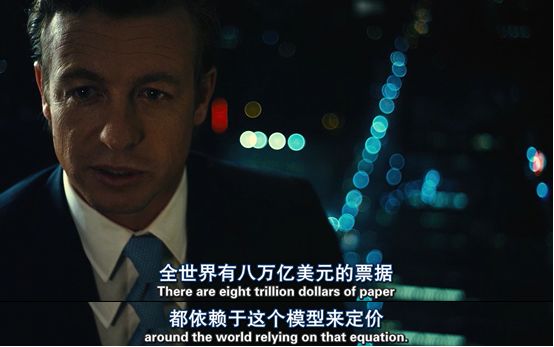 全世界有八万亿美元的票据
There are eight trillion dollars of paper
都依赖于这个模型来定价
around the world relying on that equation.